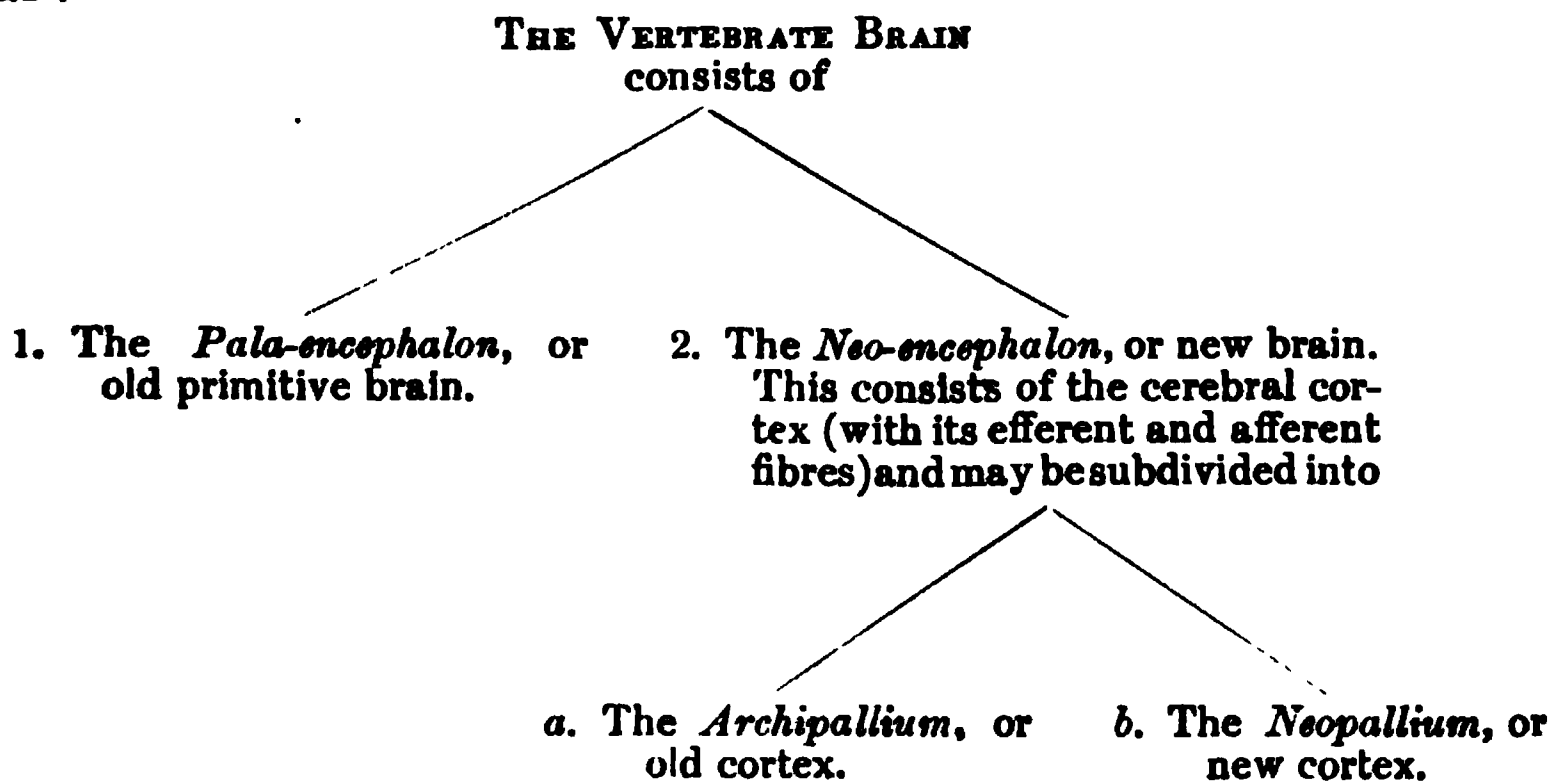 THE VERTEBRATE BRAIN
consists of
1. The Pala-encephalon, or
old primitive brain.
2. The Neo-encephalon, or new brain.
This consists of the cerebral cor-
tex (with its efferent and afferent
fibres) and may be subdivided into
a. The Archipallium, or
old cortex.
b. The Neopallium, or
new cortex.